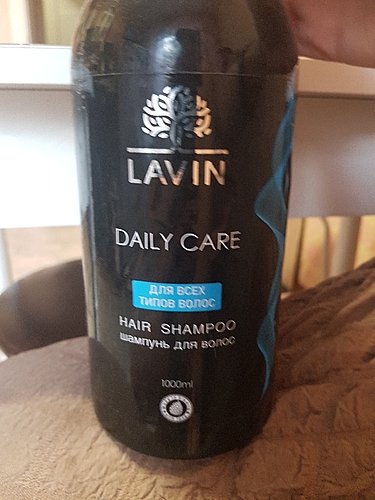 LAVIN
DAILY CARE
ДЛЯ ВСЕХ
ТИПОВ ВОЛОС
HAIR SHAMPOO
шампунь для волос
1000ml